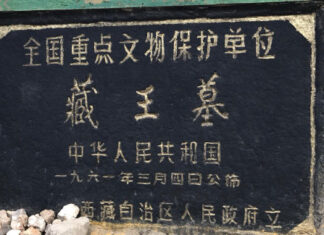 全国重点文物保护单位
藏王墓
中华人民共和国
一九六一年三月四日公佈
西藏自治区人民政府立